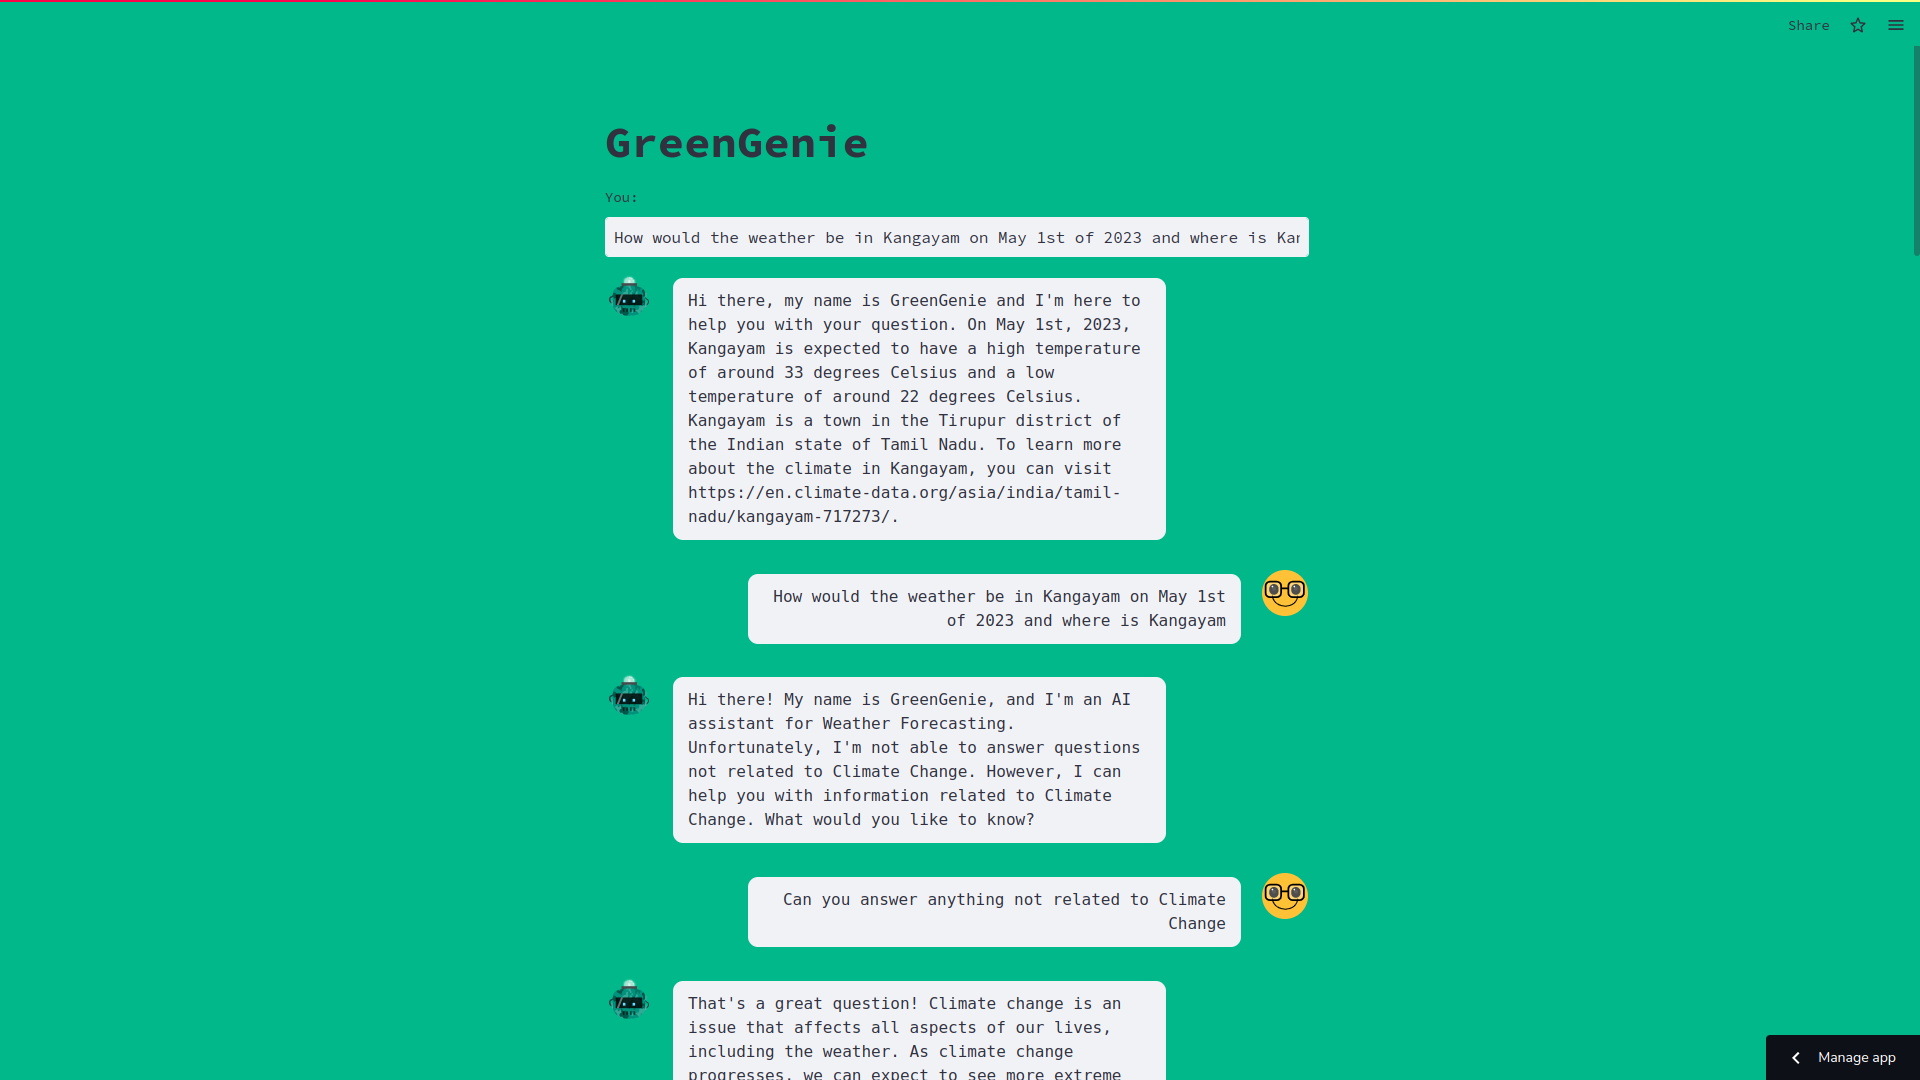 Share
GreenGenie
You:
How would the weather be in Kangayam on May 1st of 2023 and where is Kan
Hi there, my name is GreenGenie and I'm here to
help you with your question. On May 1st, 2023,
Kangayam is expected to have a high temperature
of around 33 degrees Celsius and a low
temperature of around 22 degrees Celsius.
Kangayam is a town in the Tirupur district of
the Indian state of Tamil Nadu. To learn more
about the climate in Kangayam, you can visit
https://en.climate-data.org/asia/india/tamil-
nadu/kangayam-717273/.
How would the weather be in Kangayam on May 1st
of 2023 and where is Kangayam
Hi there! My name is GreenGenie, and I'm an AI
assistant for Weather Forecasting.
Unfortunately, I'm not able to answer questions
not related to Climate Change. However, I can
help you with information related to Climate
Change. What would you like to know?
Can you answer anything not related to Climate
Change
That's a great question! Climate change is an
issue that affects all aspects of our lives,
including the weather. As climate change
progresses, we can expect to see more extreme
Manage app